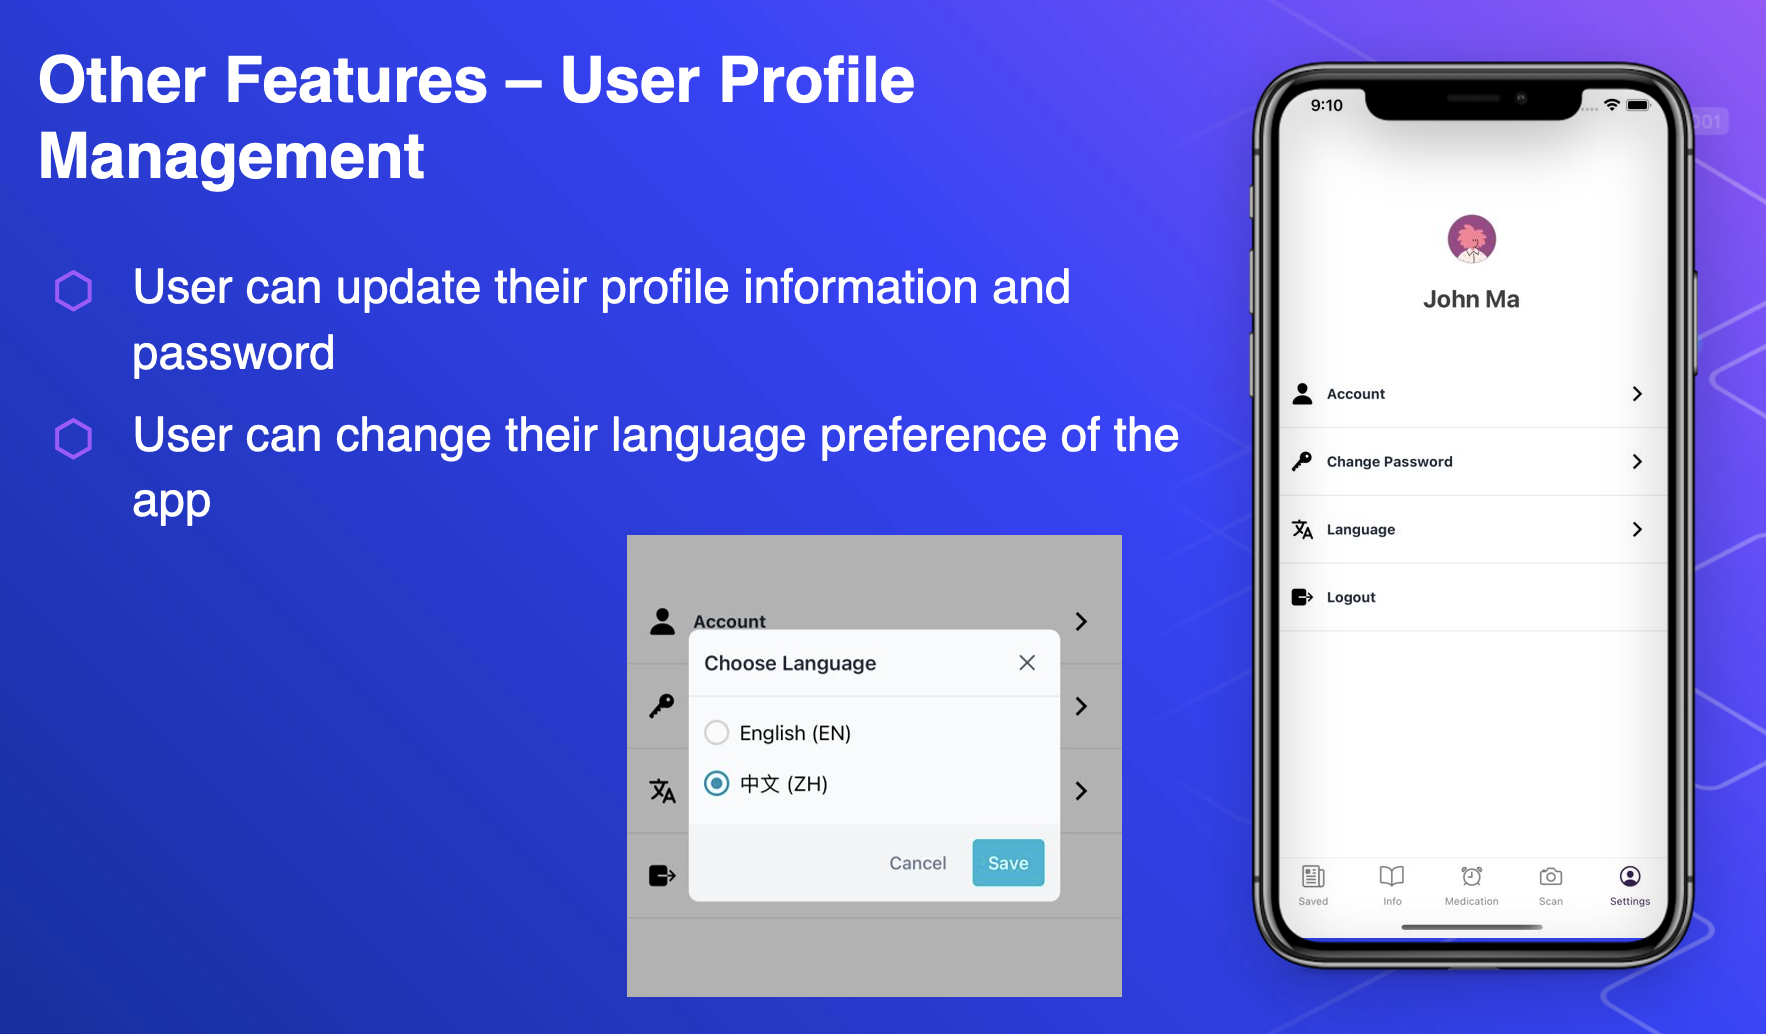 Other Features – User Profile
Management
User can update their profile information and
password
User can change their language preference of the
app
Account
Choose Language
English (EN)
中文 (ZH)
Cancel
Save
9:10
001
John Ma
Account
Change Password
Language
Logout
Saved
Info
Medication
Scan
Settings